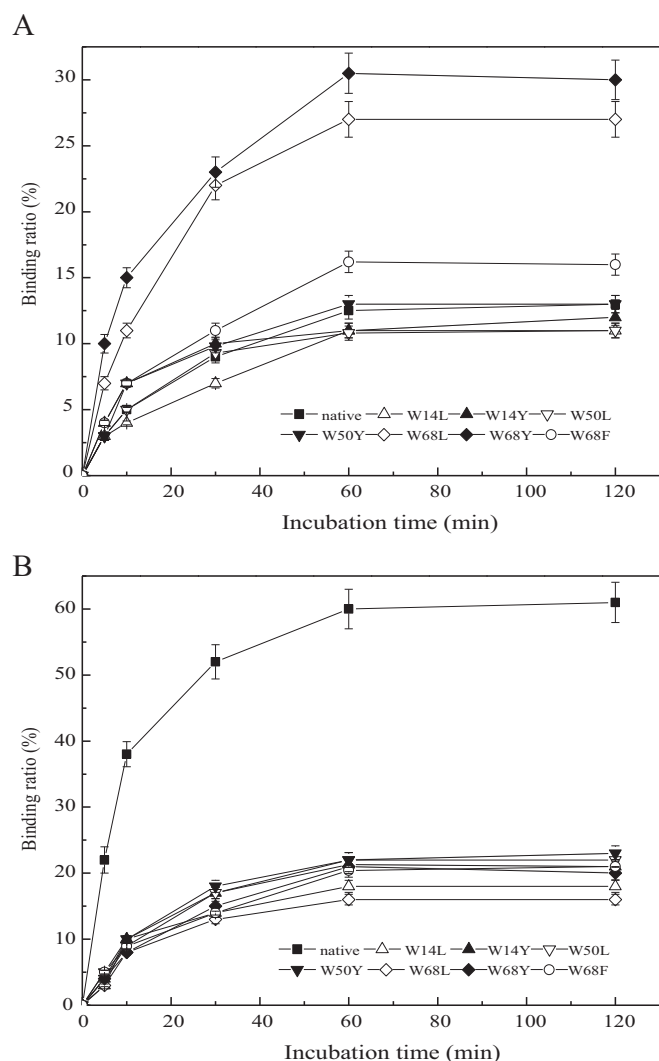 A
30
25
20
15
10
5
0
Binding ratio (%)
native W14L W14Y W50L
W50Y W68L W68Y W68F
0 20 40 60 80 100 120
Incubation time (min)
B
60
50
40
30
20
10
0
Binding ratio (%)
native W14L W14Y W50L
W50Y W68L W68Y W68F
0 20 40 60 80 100 120
Incubation time (min)